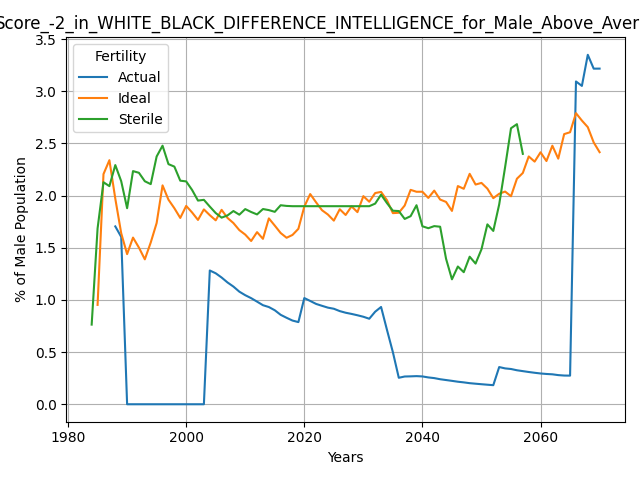 Score_-2_in_WHITE_BLACK_DIFFERENCE_INTELLIGENCE_for_Male_Above_Aver
3.5
3.0
2.5
2.0
1.5
1.0
0.5
0.0
% of Male Population
Fertility
Actual
Ideal
Sterile
1980 2000 2020 2040 2060
Years